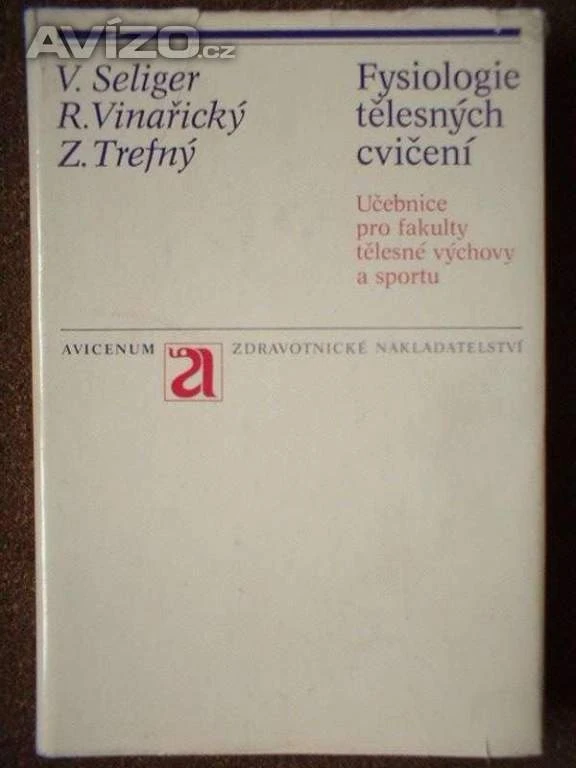 AVÍZO.cz
V. Seliger
R. Vinařický
Z. Trefný
Fysiologie
tělesných
cvičení
Učebnice
pro fakulty
tělesné výchovy
a sportu
AVICENUM a ZDRAVOTNICKÉ NAKLADATELSTVÍ